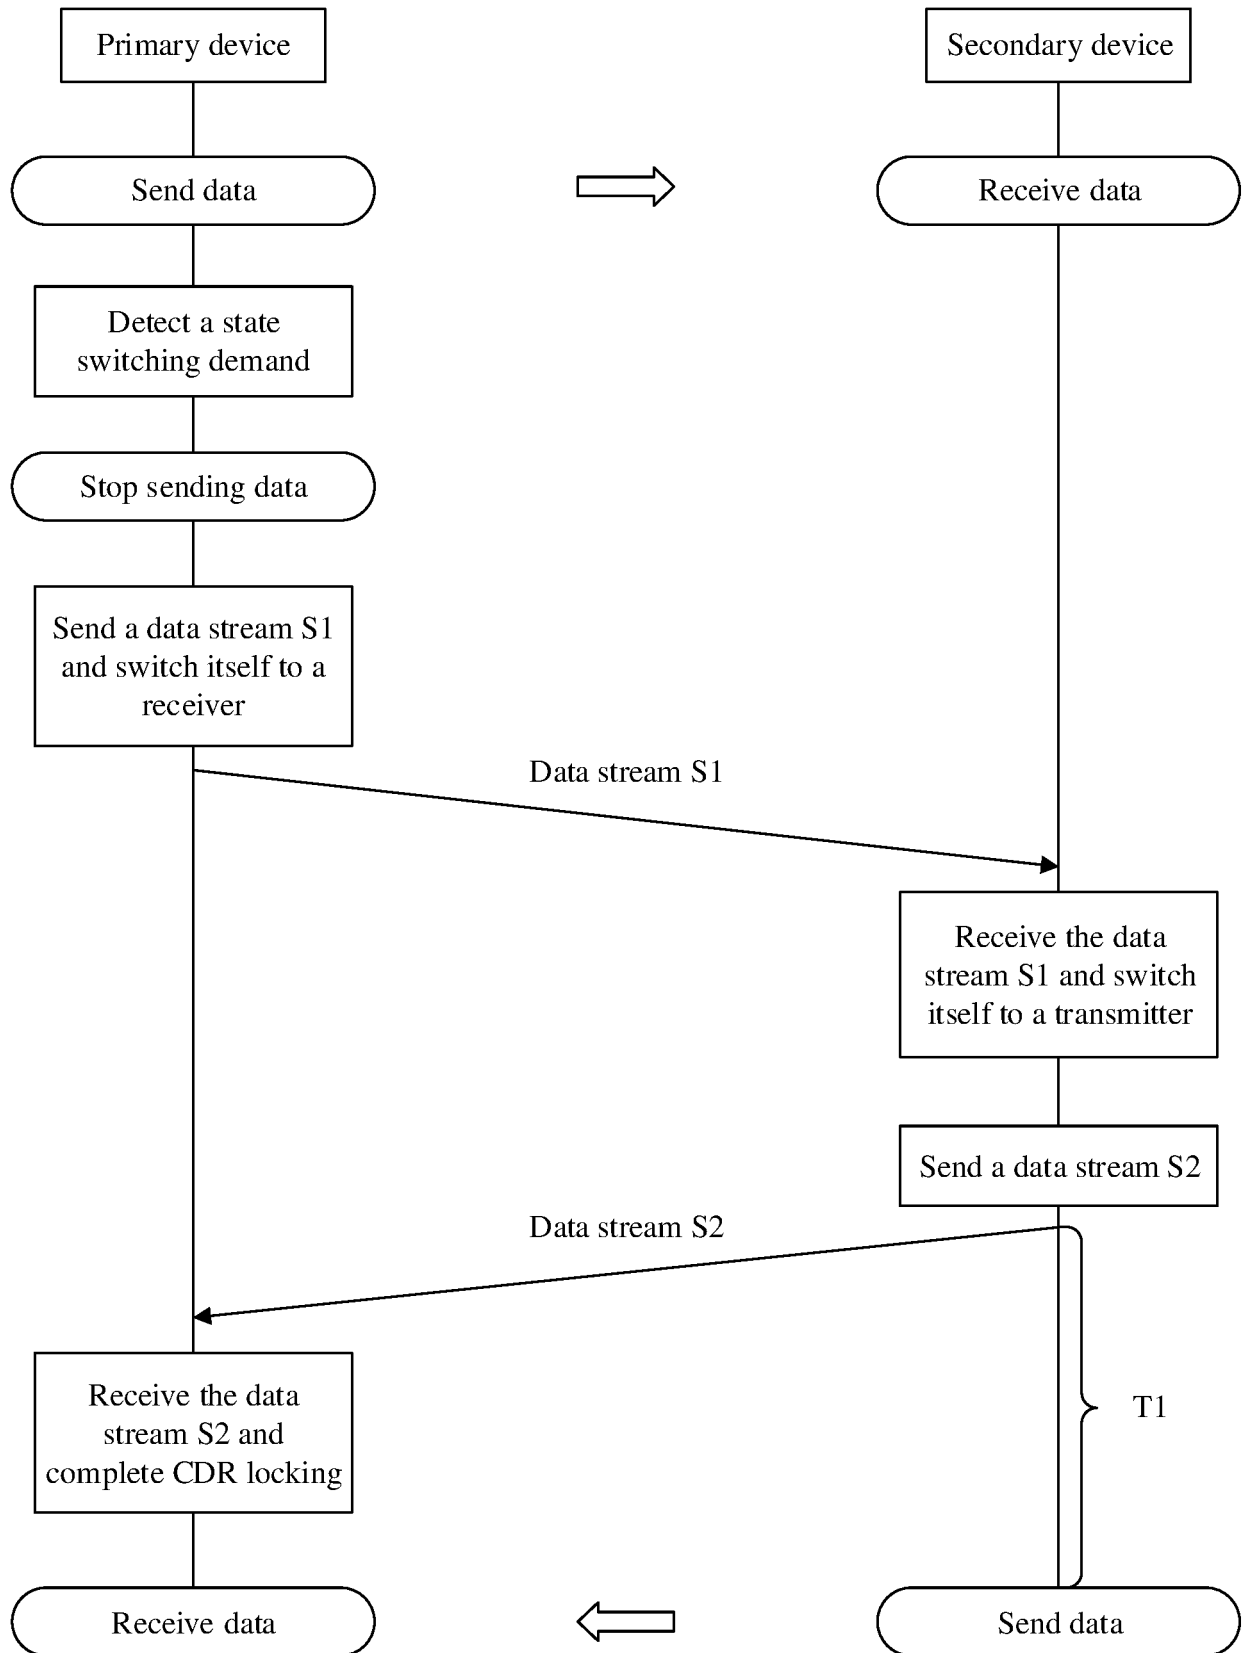 Primary device
Secondary device
Send data
Receive data
Detect a state
switching demand
Stop sending data
Send a data stream S1
and switch itself to a
receiver
Data stream S1
Receive the data
stream S1 and switch
itself to a transmitter
Send a data stream S2
Data stream S2
Receive the data
stream S2 and
complete CDR locking
T1
Receive data
Send data